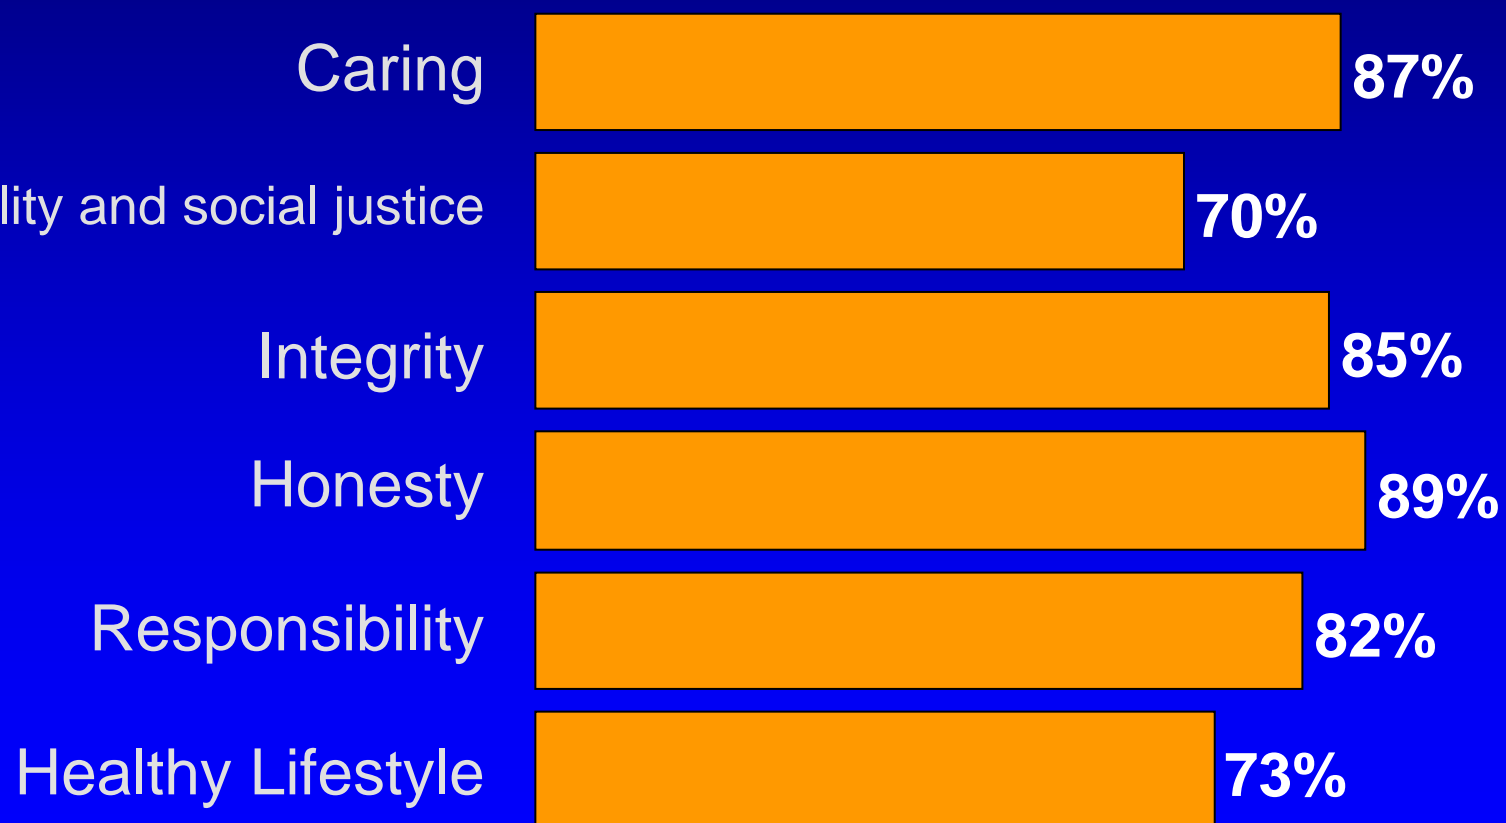 Caring 87%
lity and social justice 70%
Integrity 85%
Honesty 89%
Responsibility 82%
Healthy Lifestyle 73%